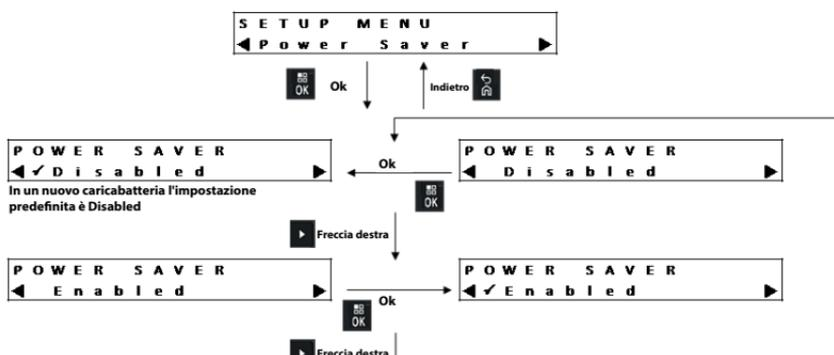 SETUP MENU
◀ Power Saver ▶
OK
Ok
Indietro
POWER SAVER
◀ ✓ Disabled ▶
In un nuovo caricabatteria l'impostazione
predefinita è Disabled
Ok
OK
POWER SAVER
◀ Disabled ▶
Freccia destra
POWER SAVER
◀ Enabled ▶
Ok
OK
POWER SAVER
◀ ✓ Enabled ▶
Freccia destra